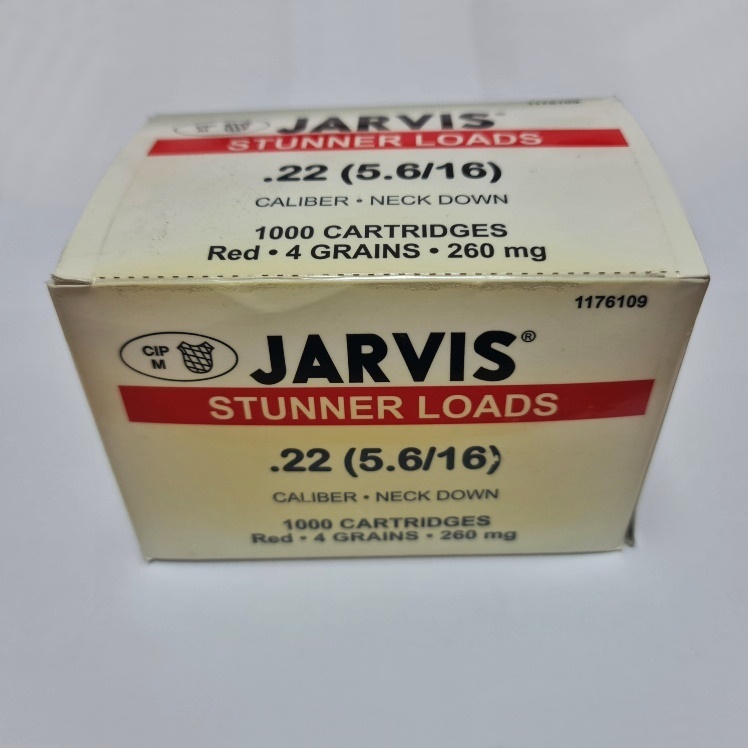 JARVIS®
STUNNER LOADS
.22 (5.6/16)
CALIBER • NECK DOWN
1000 CARTRIDGES
Red • 4 GRAINS • 260 mg
1176109
CIP
M
JARVIS®
STUNNER LOADS
.22 (5.6/16)
CALIBER • NECK DOWN
1000 CARTRIDGES
Red • 4 GRAINS • 260 mg